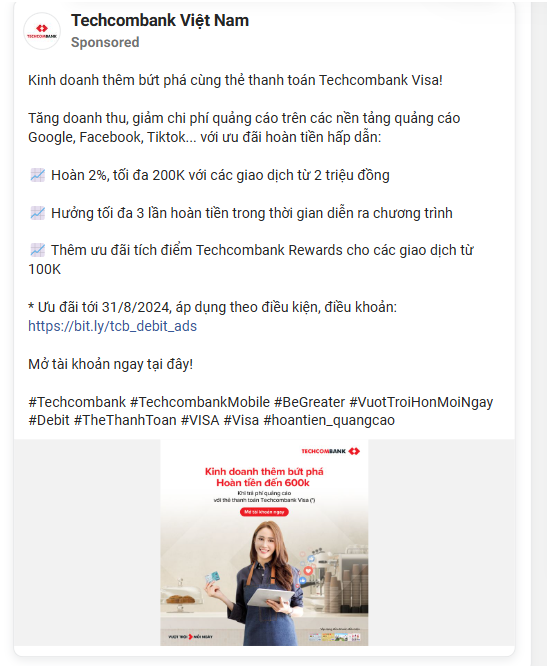 TECHCOMBANK
Techcombank Việt Nam
Sponsored
Kinh doanh thêm bứt phá cùng thẻ thanh toán Techcombank Visa!
Tăng doanh thu, giảm chi phí quảng cáo trên các nền tảng quảng cáo
Google, Facebook, Tiktok... với ưu đãi hoàn tiền hấp dẫn:
📈 Hoàn 2%, tối đa 200K với các giao dịch từ 2 triệu đồng
📈 Hưởng tối đa 3 lần hoàn tiền trong thời gian diễn ra chương trình
📈 Thêm ưu đãi tích điểm Techcombank Rewards cho các giao dịch từ
100K
* Ưu đãi tới 31/8/2024, áp dụng theo điều kiện, điều khoản:
https://bit.ly/tcb_debit_ads
Mở tài khoản ngay tại đây!
#Techcombank #TechcombankMobile #BeGreater #VuotTroiHonMoiNgay
#Debit #TheThanhToan #VISA #Visa #hoantien_quangcao
TECHCOMBANK
Kinh doanh thêm bứt phá
Hoàn tiền đến 600k
Khi trả phí quảng cáo
với thẻ thanh toán Techcombank Visa (*)
Mở tài khoản ngay
VƯỢT TRỘI MỖI NGÀY